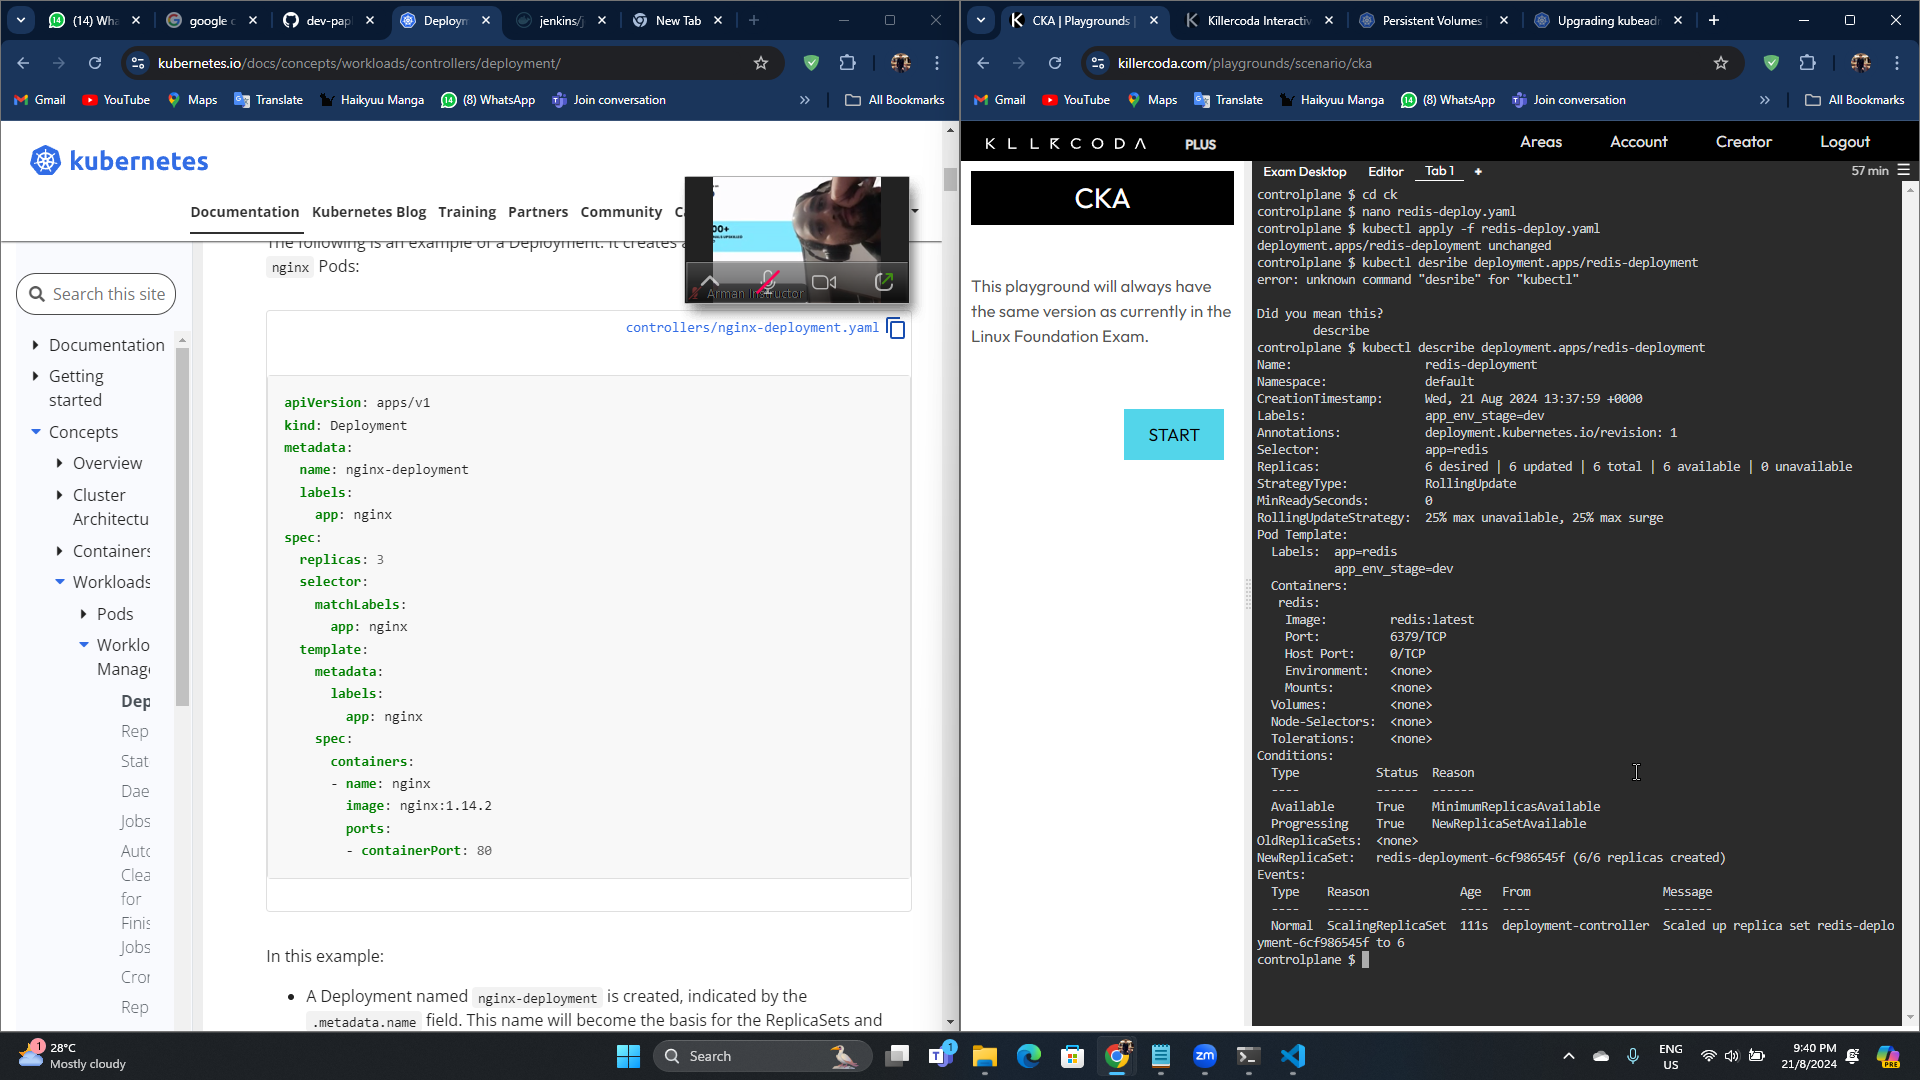 (14) Wha
google c
dev-papi
Deploym
jenkins/j
New Tab
kubernetes.io/docs/concepts/workloads/controllers/deployment/
Gmail
YouTube
Maps
Translate
Haikyuu Manga
(8) WhatsApp
Join conversation
All Bookmarks
kubernetes
Documentation
Kubernetes Blog
Training
Partners
Community
The following is an example of a Deployment. It creates a
nginx Pods:
Arman Instructor
Search this site
Documentation
Getting
started
Concepts
Overview
Cluster
Architectu
Containers
Workloads
Pods
Worklo
Manage
Dep
Rep
Stat
Dae
Jobs
Auto
Clea
for
Finis
Jobs
Cror
Rep
controllers/nginx-deployment.yaml
apiVersion: apps/v1
kind: Deployment
metadata:
name: nginx-deployment
labels:
app: nginx
spec:
replicas: 3
selector:
matchLabels:
app: nginx
template:
metadata:
labels:
app: nginx
spec:
containers:
- name: nginx
image: nginx:1.14.2
ports:
- containerPort: 80
In this example:
• A Deployment named nginx-deployment is created, indicated by the
.metadata.name field. This name will become the basis for the ReplicaSets and
CKA | Playgrounds |
Killercoda Interactiv
Persistent Volumes
Upgrading kubeadm
killercoda.com/playgrounds/scenario/cka
Gmail
YouTube
Maps
Translate
Haikyuu Manga
(8) WhatsApp
Join conversation
All Bookmarks
KLLRCODA
PLUS
Areas
Account
Creator
Logout
CKA
This playground will always have
the same version as currently in the
Linux Foundation Exam.
START
Exam Desktop
Editor
Tab 1
+
57 min
controlplane $ cd ck
controlplane $ nano redis-deploy.yaml
controlplane $ kubectl apply -f redis-deploy.yaml
deployment.apps/redis-deployment unchanged
controlplane $ kubectl desribe deployment.apps/redis-deployment
error: unknown command "desribe" for "kubectl"
Did you mean this?
describe
controlplane $ kubectl describe deployment.apps/redis-deployment
Name: redis-deployment
Namespace: default
CreationTimestamp: Wed, 21 Aug 2024 13:37:59 +0000
Labels: app_env_stage=dev
Annotations: deployment.kubernetes.io/revision: 1
Selector: app=redis
Replicas: 6 desired | 6 updated | 6 total | 6 available | 0 unavailable
StrategyType: RollingUpdate
MinReadySeconds: 0
RollingUpdateStrategy: 25% max unavailable, 25% max surge
Pod Template:
Labels: app=redis
app_env_stage=dev
Containers:
redis:
Image: redis:latest
Port: 6379/TCP
Host Port: 0/TCP
Environment: <none>
Mounts: <none>
Volumes: <none>
Node-Selectors: <none>
Tolerations: <none>
Conditions:
Type Status Reason
---- ------ ------
Available True MinimumReplicasAvailable
Progressing True NewReplicaSetAvailable
OldReplicaSets: <none>
NewReplicaSet: redis-deployment-6cf986545f (6/6 replicas created)
Events:
Type Reason Age From Message
---- ------ ---- ---- -------
Normal ScalingReplicaSet 111s deployment-controller Scaled up replica set redis-deplo
yment-6cf986545f to 6
controlplane $
1
28°C
Mostly cloudy
Search
1
zm
PRE
ENG
US
9:40 PM
21/8/2024